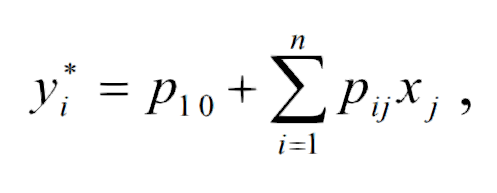 y_i^* = p_{10} + \sum_{i=1}^{n} p_{ij} x_j ,